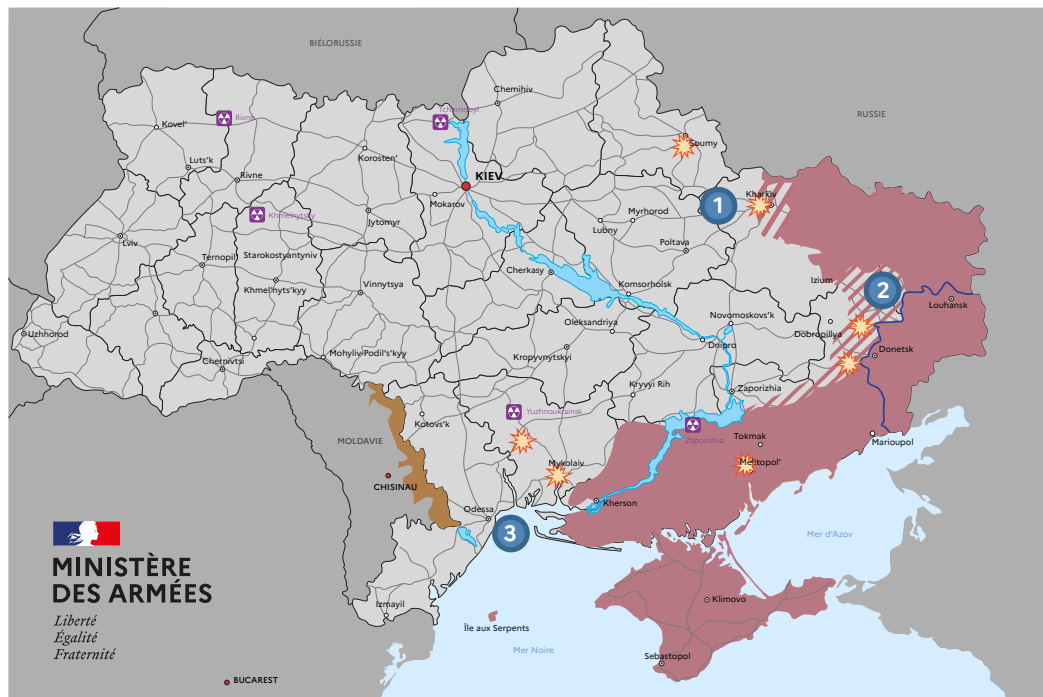 BIÉLORUSSIE
Chemihiv
RUSSIE
Tchernobyl
Rivne
Kovel'
Soumy
Korosten'
Luts'k
Rivne
KIEV
Kharkiv
Mokarov
1
Khmelnytsky
Jytomyr
Myrhorod
Lubny
Lviv
Poltava
Ternopil
Starokostyantyniv
Cherkasy
Izium
2
Khmel'nyts'kyy
Vinnytsya
Komsorholsk
Louhansk
Novomoskovs'k
Oleksandriya
Dobropillya
Uzhhorod
Dnipro
Donetsk
Chernivtsi
Mohyliv-Podil's'kyy
Kropyvnytskyi
Kryvyi Rih
Zaporizhia
Yuzhnoukrainsk
Kotovs'k
MOLDAVIE
Zaporizhia
Tokmak
Marioupol
Mykolaiv
Melitopol'
CHISINAU
Kherson
Odessa
3
Mer d'Azov
MINISTÈRE
DES ARMÉES
Liberté
Égalité
Fraternité
Izmayil
Klimovo
Île aux Serpents
Mer Noire
Sebastopol
BUCAREST